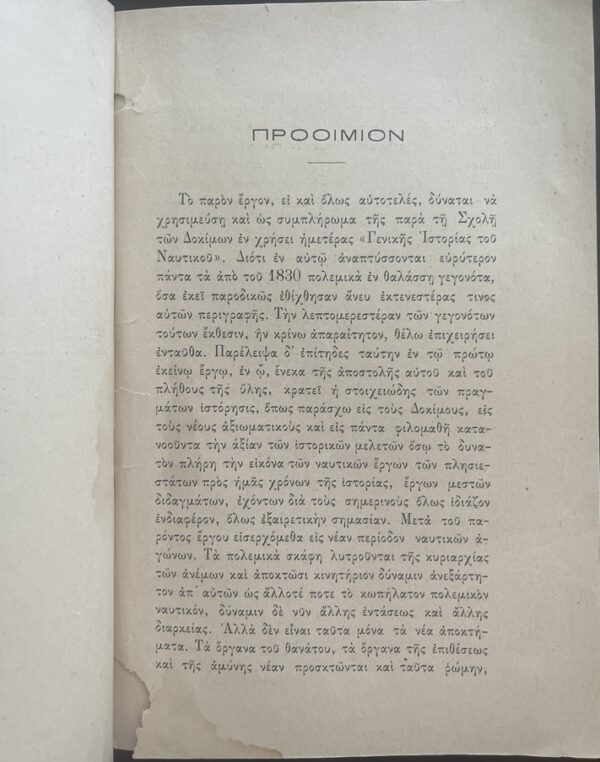 ΠΡΟΟΙΜΙΟΝ
Τὸ παρὸν ἔργον, εἰ καὶ ὅλως αὐτοτελές, δύναται νὰ
χρησιμεύσῃ καὶ ὡς συμπλήρωμα τῆς παρὰ τῇ Σχολῇ
τῶν Δοκίμων ἐν χρήσει ἡμετέρας «Γενικῆς Ἱστορίας τοῦ
Ναυτικοῦ». Διότι ἐν αὐτῷ ἀναπτύσσονται εὐρύτερον
πάντα τὰ ἀπὸ τοῦ 1830 πολεμικὰ ἐν θαλάσσῃ γεγονότα,
ὅσα ἐκεῖ παροδικῶς ἐθίχθησαν ἄνευ ἐκτενεστέρας τινος
αὐτῶν περιγραφῆς. Τὴν λεπτομερεστέραν τῶν γεγονότων
τούτων ἔκθεσιν, ἣν κρίνω ἀπαραίτητον, θέλω ἐπιχειρήσει
ἐνταῦθα. Παρέλειψα δ' ἐπίτηδες ταύτην ἐν τῷ πρώτῳ
ἐκείνῳ ἔργῳ, ἐν ᾧ, ἕνεκα τῆς ἀποστολῆς αὐτοῦ καὶ τοῦ
πλήθους τῆς ὕλης, κρατεῖ ἡ στοιχειώδης τῶν πραγ-
μάτων ἱστόρησις, ὅπως παράσχω εἰς τοὺς Δοκίμους, εἰς
τοὺς νέους ἀξιωματικοὺς καὶ εἰς πάντα φιλομαθῆ κατα-
νοοῦντα τὴν ἀξίαν τῶν ἱστορικῶν μελετῶν ὅσῳ τὸ δυνα-
τὸν πλήρη τὴν εἰκόνα τῶν ναυτικῶν ἔργων τῶν πλησιε-
στάτων πρὸς ἡμᾶς χρόνων τῆς ἱστορίας, ἔργων μεστῶν
διδαγμάτων, ἐχόντων διὰ τοὺς σημερινοὺς ὅλως ἰδιάζον
ἐνδιαφέρον, ὅλως ἐξαιρετικὴν σημασίαν. Μετὰ τοῦ πα-
ρόντος ἔργου εἰσερχόμεθα εἰς νέαν περίοδον ναυτικῶν ἀ-
γώνων. Τὰ πολεμικὰ σκάφη λυτροῦνται τῆς κυριαρχίας
τῶν ἀνέμων καὶ ἀποκτῶσι κινητήριον δύναμιν ἀνεξάρτη-
τον ἀπ' αὐτῶν ὡς ἄλλοτέ ποτε τὸ κωπήλατον πολεμικὸν
ναυτικόν, δύναμιν δὲ νῦν ἄλλης ἐντάσεως καὶ ἄλλης
διαρκείας. Ἀλλὰ δὲν εἶναι ταῦτα μόνα τὰ νέα ἀποκτή-
ματα. Τὰ ὄργανα τοῦ θανάτου, τὰ ὄργανα τῆς ἐπιθέσεως
καὶ τῆς ἀμύνης νέαν προσκτῶνται καὶ ταῦτα ῥώμην,